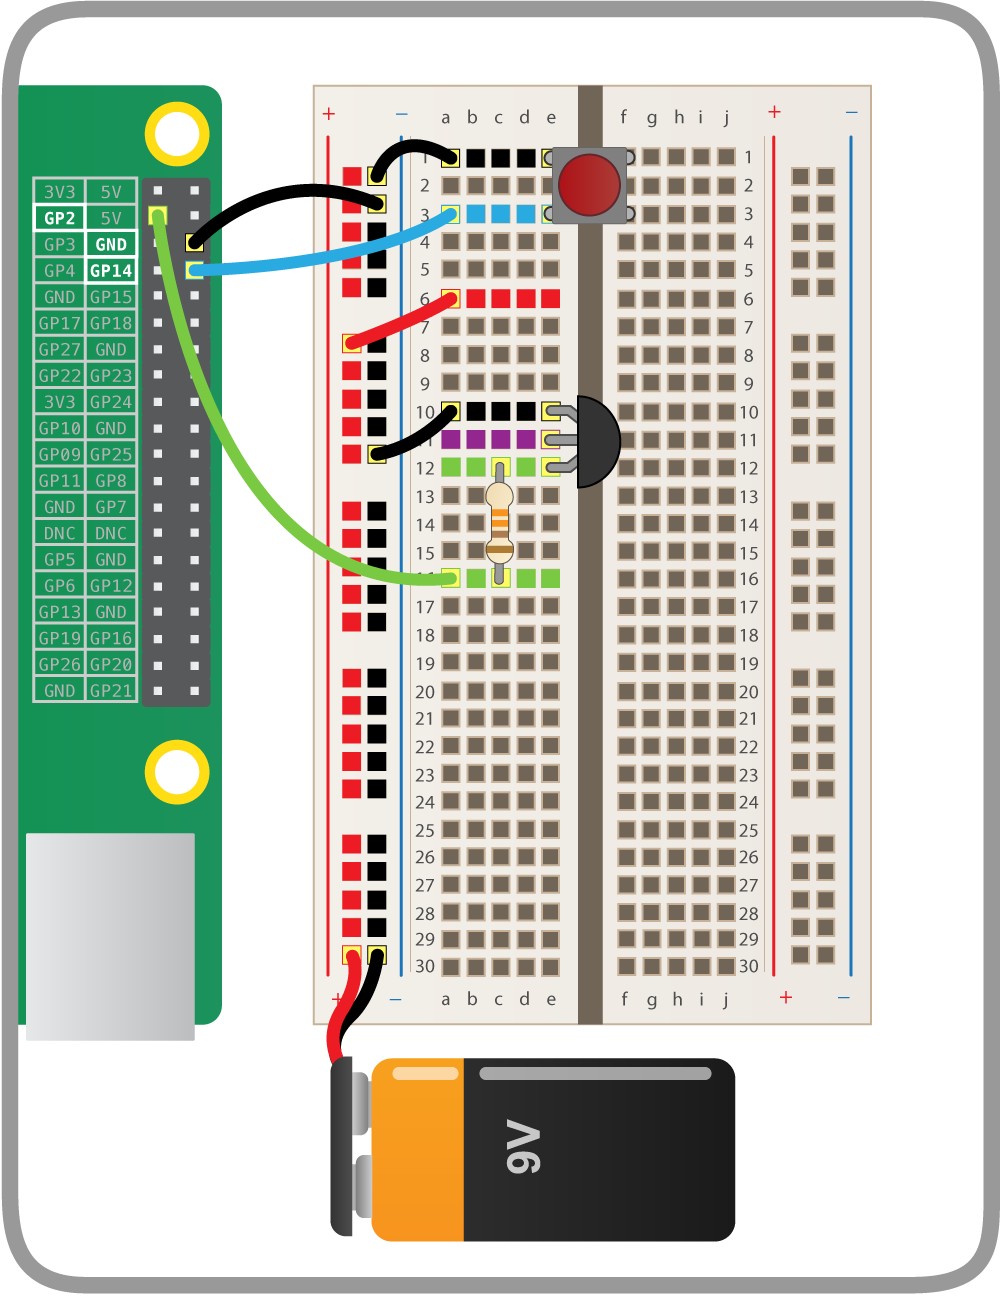 + − a b c d e f g h i j + −
1 1
3V3 5V 2 2
GP2 5V 3 3
GP3 GND 4 4
GP4 GP14 5 5
GND GP15 6 6
GP17 GP18 7 7
GP27 GND 8 8
GP22 GP23 9 9
3V3 GP24 10 10
GP10 GND 11 11
GP09 GP25 12 12
GP11 GP8 13 13
GND GP7 14 14
DNC DNC 15 15
GP5 GND 16
GP6 GP12 17 17
GP13 GND 18 18
GP19 GP16 19 19
GP26 GP20 20 20
GND GP21 21 21
22 22
23 23
24 24
25 25
26 26
27 27
28 28
29 29
30 30
+ − a b c d e f g h i j + −
9V